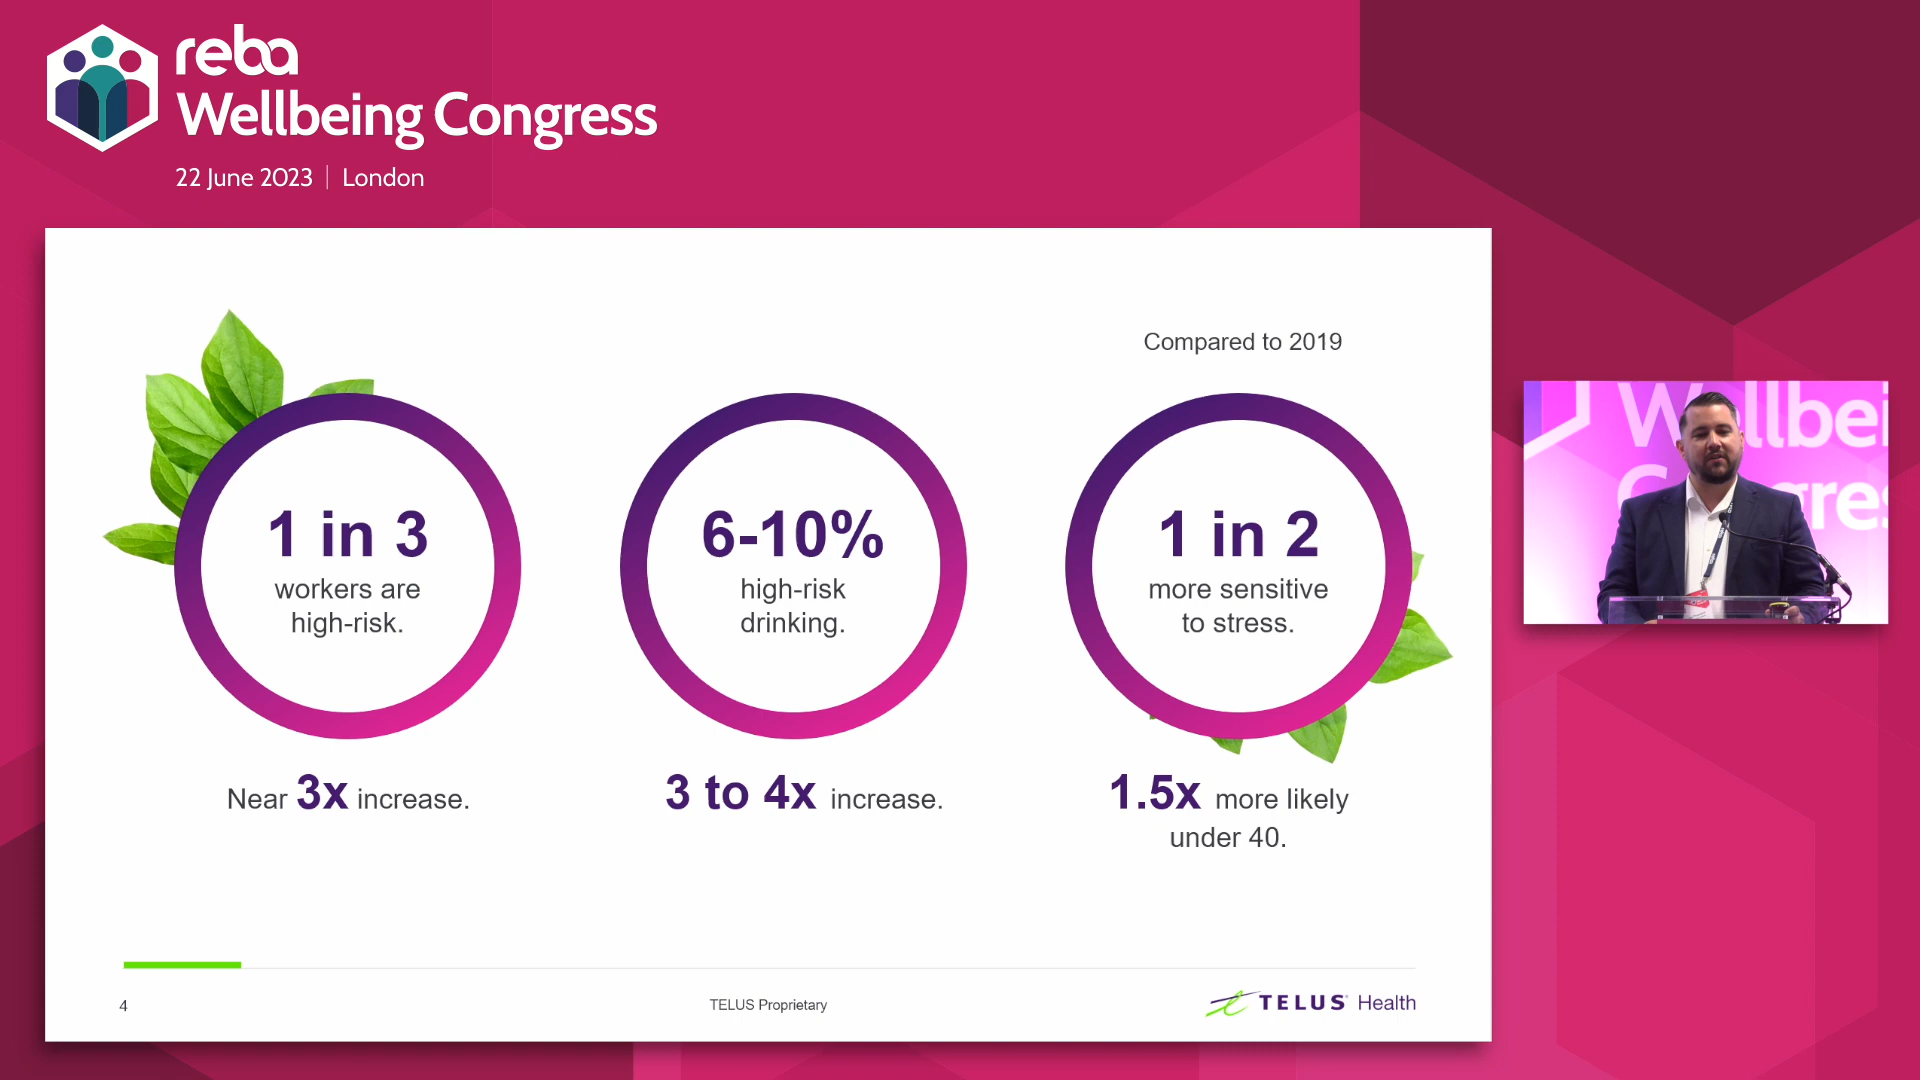 reba
Wellbeing Congress
22 June 2023 | London
Compared to 2019
1 in 3
workers are
high-risk.
Near 3x increase.
6-10%
high-risk
drinking.
3 to 4x increase.
1 in 2
more sensitive
to stress.
1.5x more likely
under 40.
4
TELUS Proprietary
TELUS Health